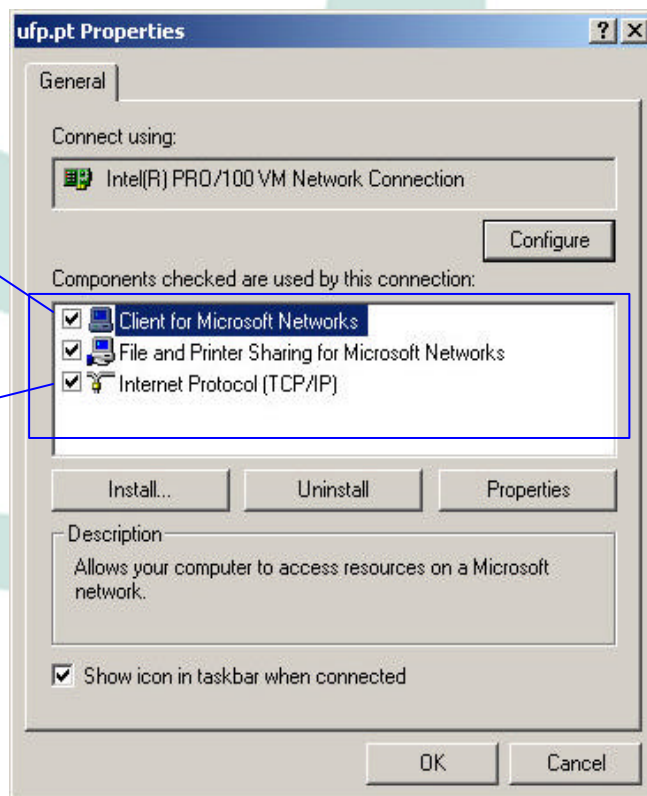 ufp.pt Properties
General
Connect using:
Intel(R) PRO/100 VM Network Connection
Configure
Components checked are used by this connection:
Client for Microsoft Networks
File and Printer Sharing for Microsoft Networks
Internet Protocol (TCP/IP)
Install... Uninstall Properties
Description
Allows your computer to access resources on a Microsoft
network.
Show icon in taskbar when connected
OK Cancel